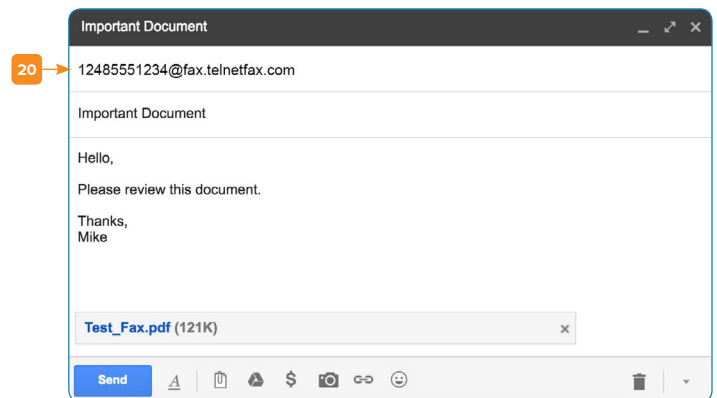 Important Document
20
12485551234@fax.telnetfax.com
Important Document
Hello,
Please review this document.
Thanks,
Mike
Test_Fax.pdf (121K)
Send A $